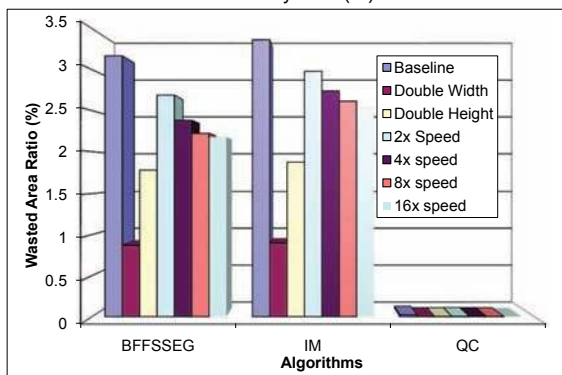 3.5
3
2.5
2
1.5
1
0.5
0
Wasted Area Ratio (%)
Baseline
Double Width
Double Height
2x Speed
4x speed
8x speed
16x speed
BFFSSEG IM QC
Algorithms